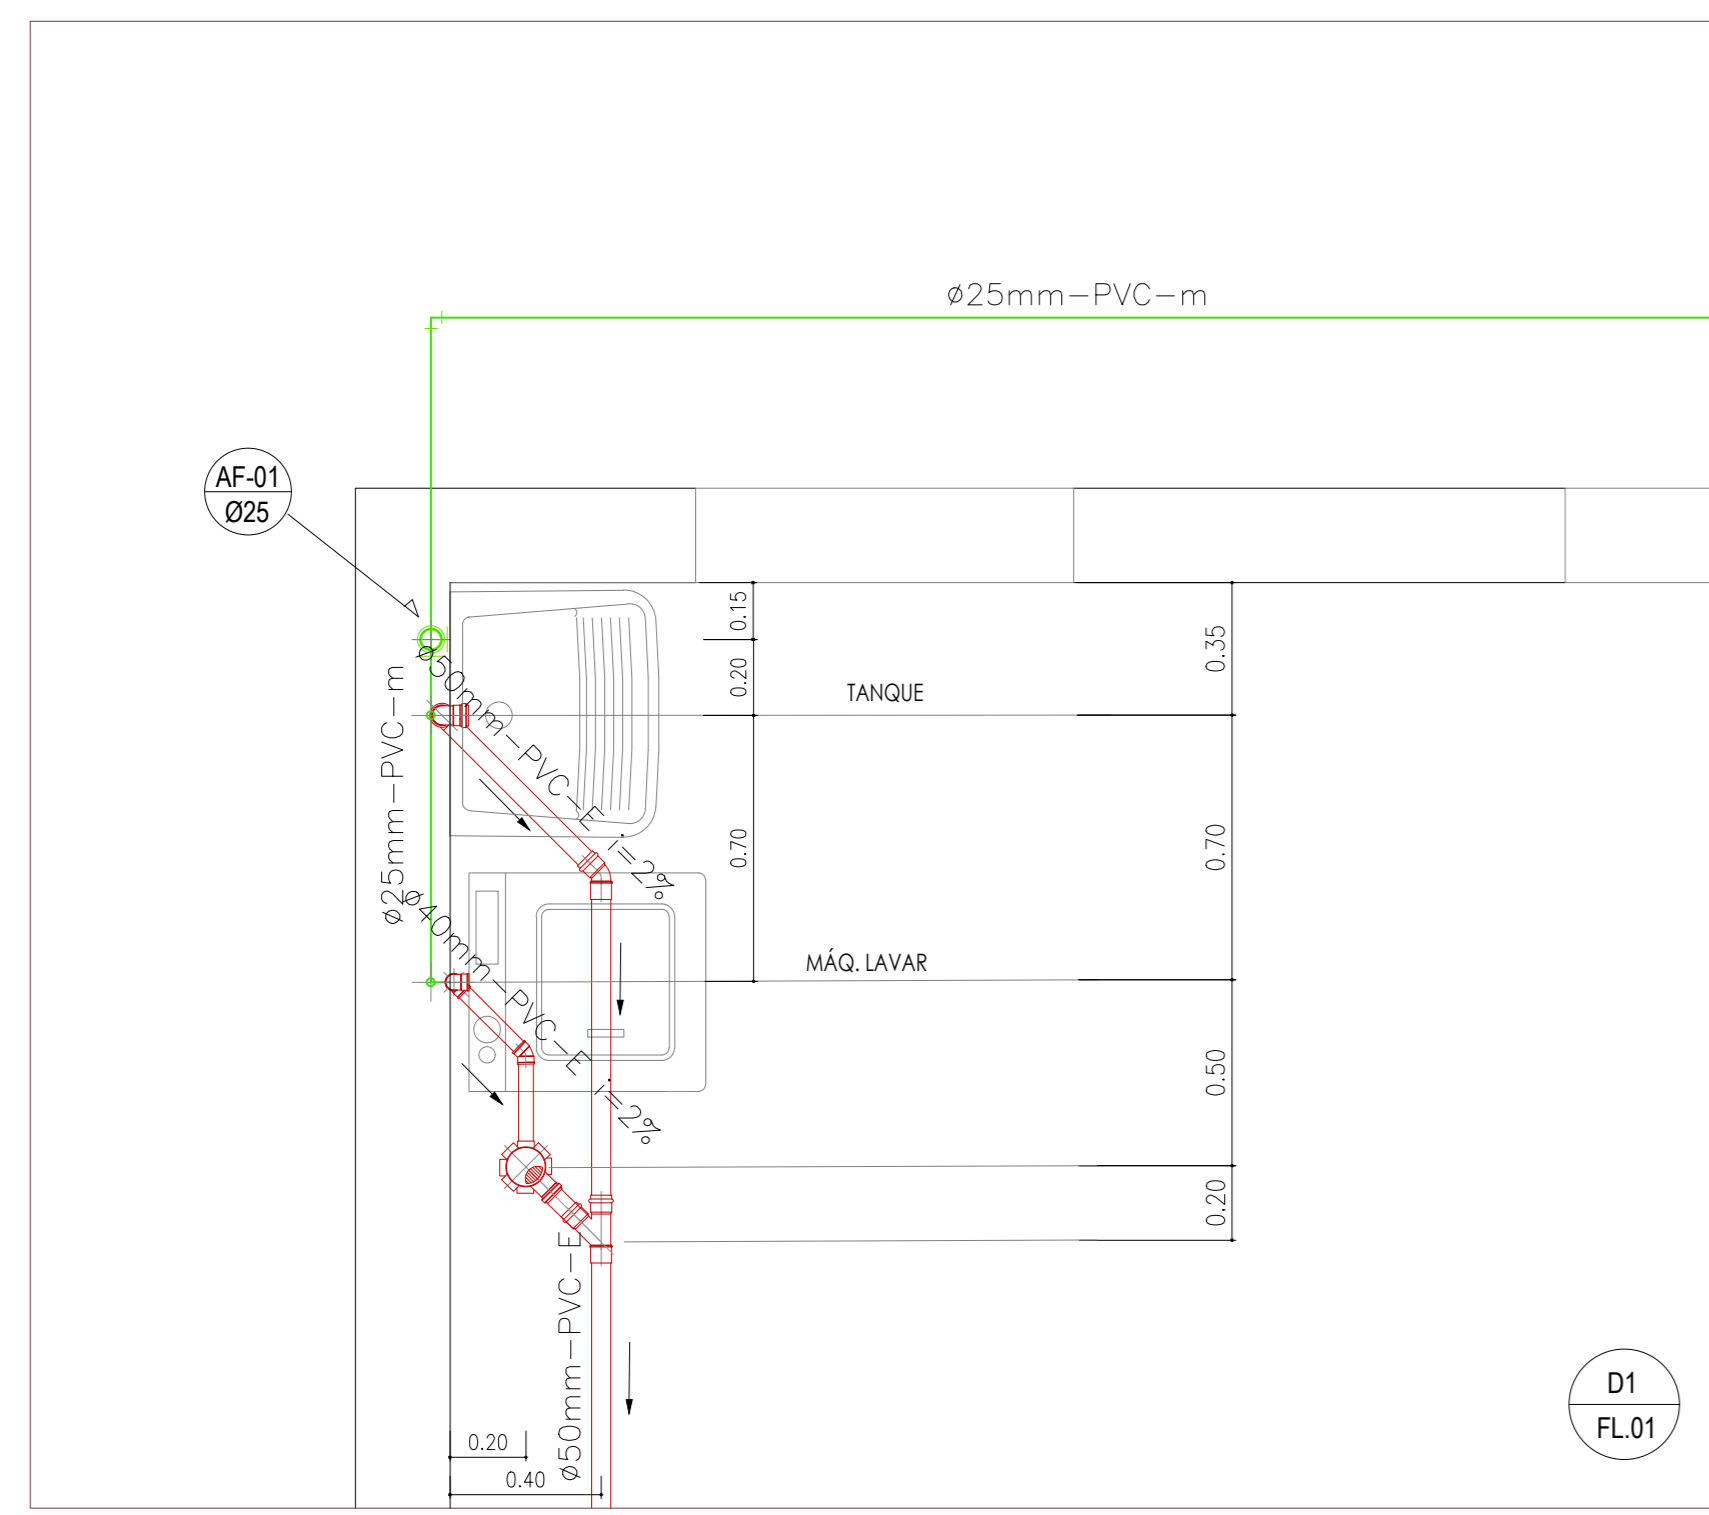 ø25mm-PVC-m
AF-01
Ø25
0.15
0.35
0.20
TANQUE
ø50mm-PVC-E i=2%
ø25mm-PVC-m
0.70
0.70
MÁQ. LAVAR
ø40mm-PVC-E i=2%
0.50
0.20
ø50mm-PVC-E
D1
FL.01
0.20
0.40